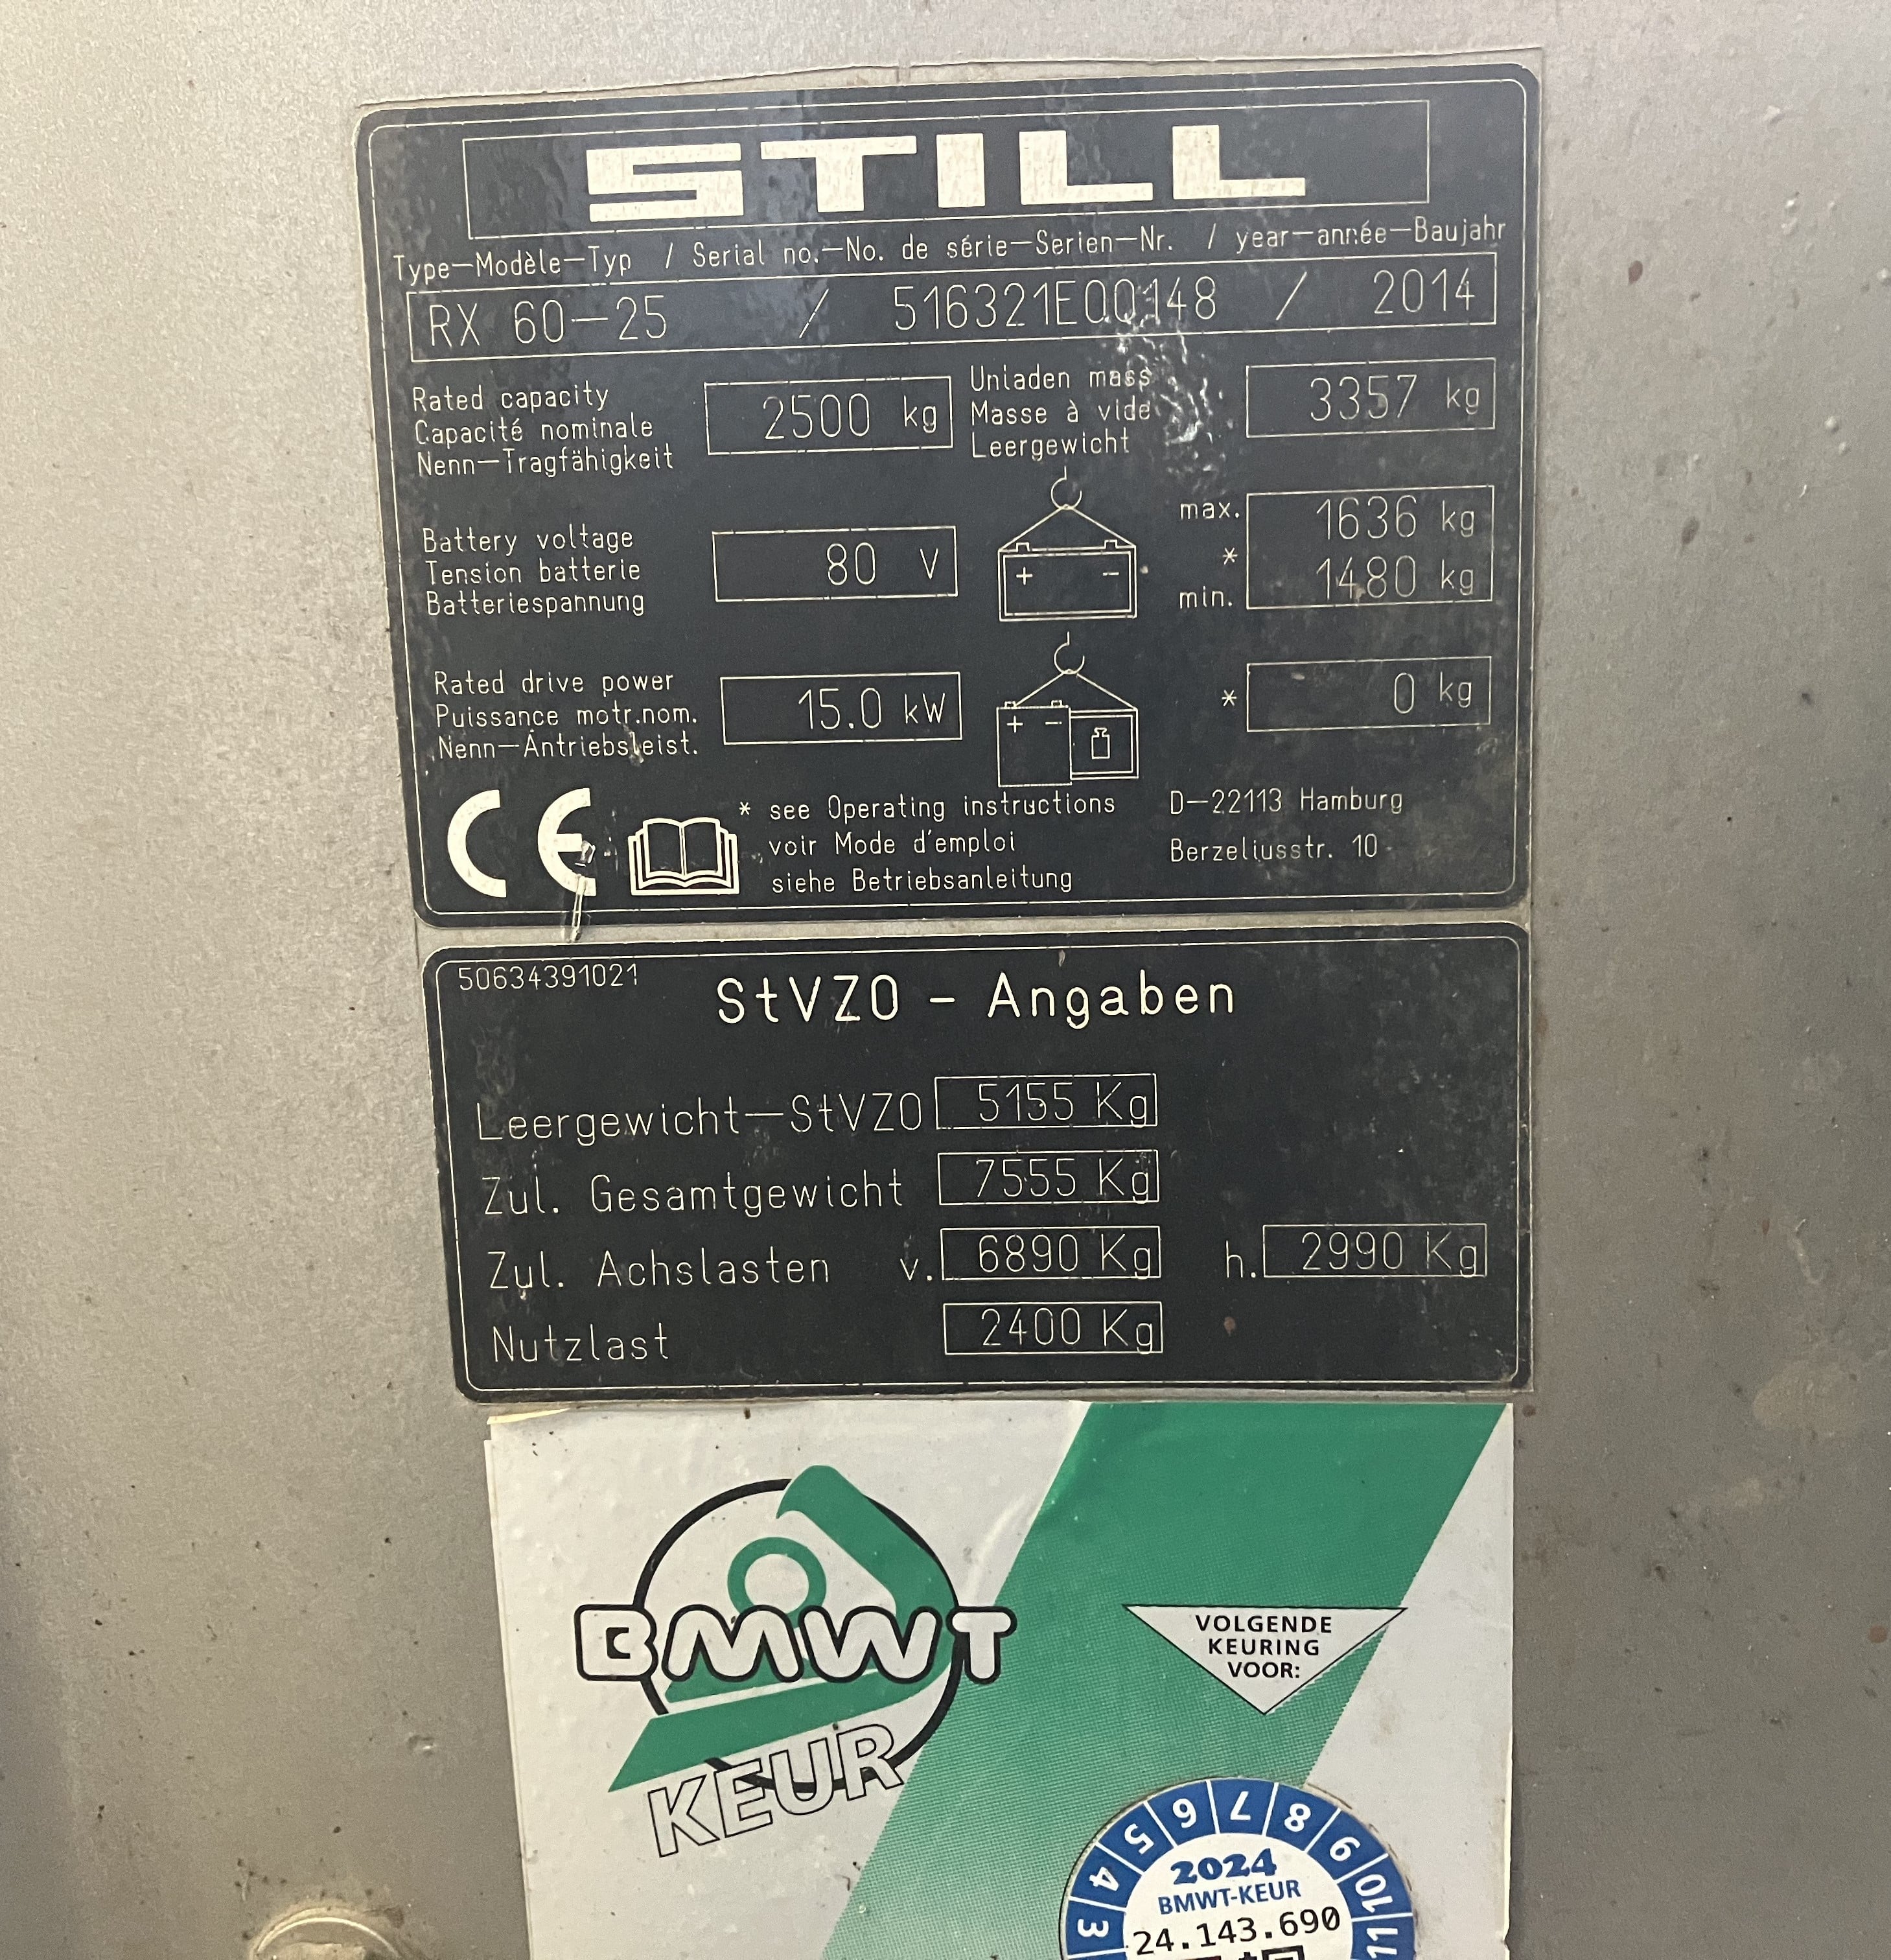 STILL
Type-Modèle-Typ / Serial no.-No. de série-Serien-Nr. / year-année-Baujahr
RX 60-25 / 516321E00148 / 2014
Rated capacity
Capacité nominale
Nenn-Tragfähigkeit
2500 kg
Unladen mass
Masse à vide
Leergewicht
3357 kg
Battery voltage
Tension batterie
Batteriespannung
80 V
+ -
max.
*
min.
1636 kg
1480 kg
Rated drive power
Puissance motr.nom.
Nenn-Antriebsleist.
15.0 kW
+ -
* 0 kg
CE
* see Operating instructions
voir Mode d'emploi
siehe Betriebsanleitung
D-22113 Hamburg
Berzeliusstr. 10
50634391021
StVZO - Angaben
Leergewicht-StVZO 5155 Kg
Zul. Gesamtgewicht 7555 Kg
Zul. Achslasten v. 6890 Kg h. 2990 Kg
Nutzlast 2400 Kg
BMWT
KEUR
VOLGENDE
KEURING
VOOR:
3 4 5 6 7 8 9 10 11
2024
BMWT-KEUR
24.143.690